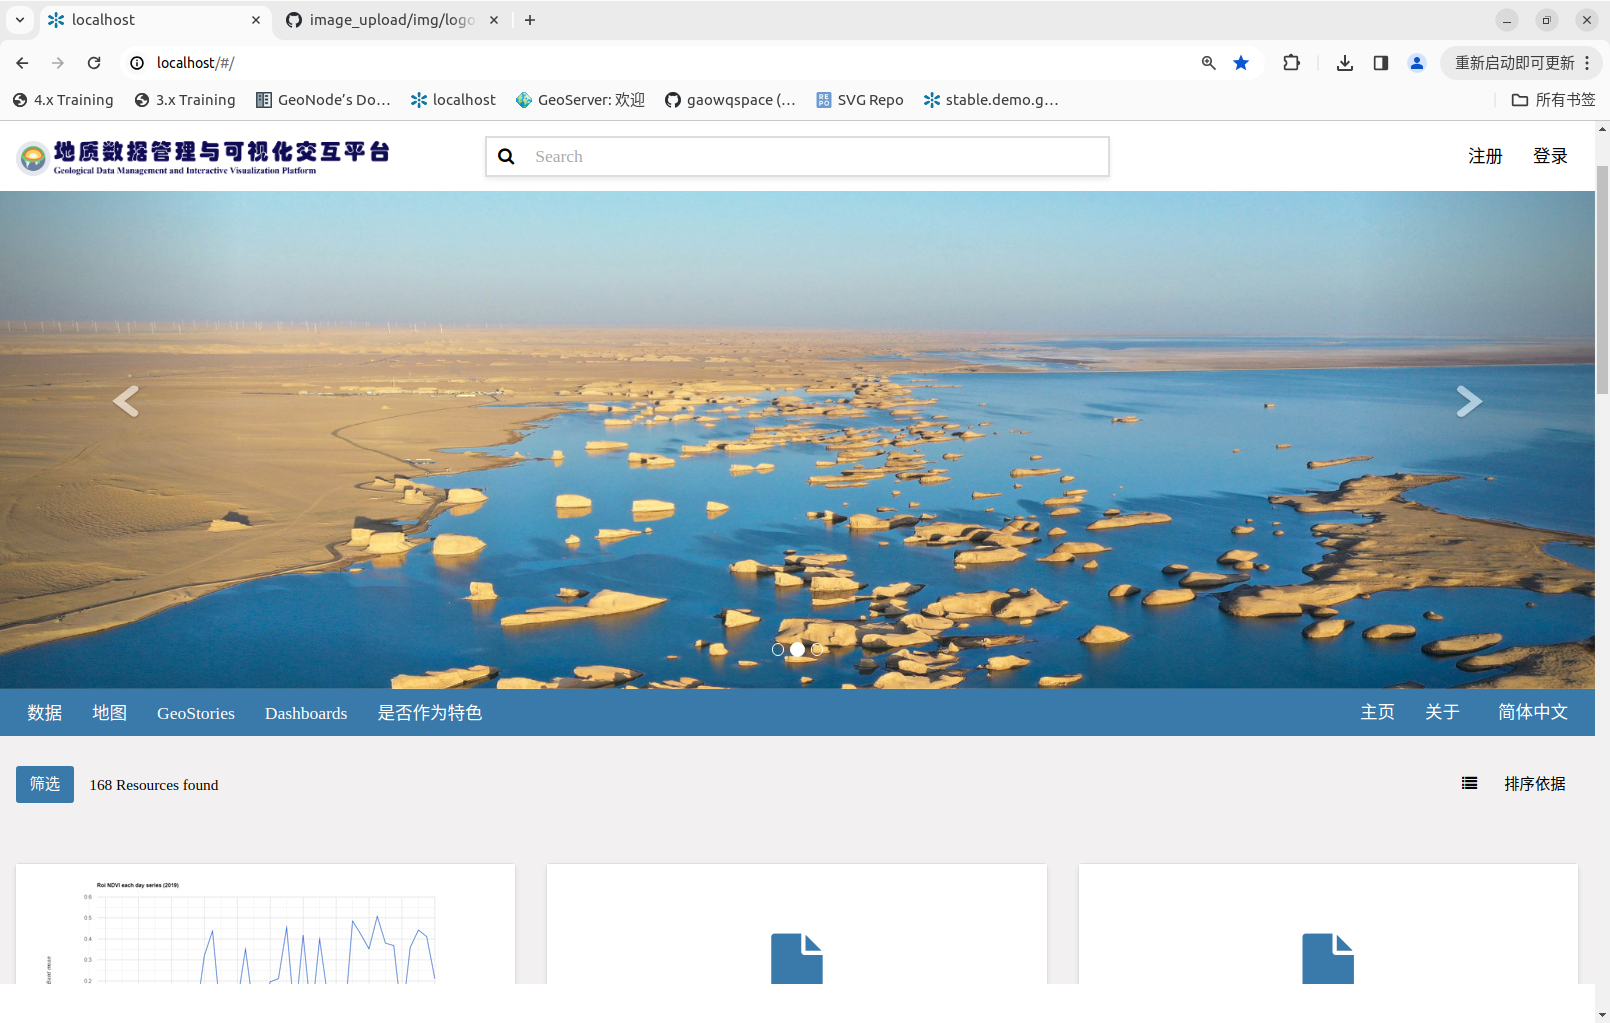 localhost
image_upload/img/logo
localhost/#/
重新启动即可更新
4.x Training
3.x Training
GeoNode's Do...
localhost
GeoServer: 欢迎
gaowqspace (...
SVG Repo
stable.demo.g...
所有书签
地质数据管理与可视化交互平台
Geological Data Management and Interactive Visualization Platform
Search
注册
登录
数据
地图
GeoStories
Dashboards
是否作为特色
主页
关于
简体中文
筛选
168 Resources found
排序依据
Roi NDVI each day series (2019)
0.6
0.5
0.4
0.3
0.2
Band mean